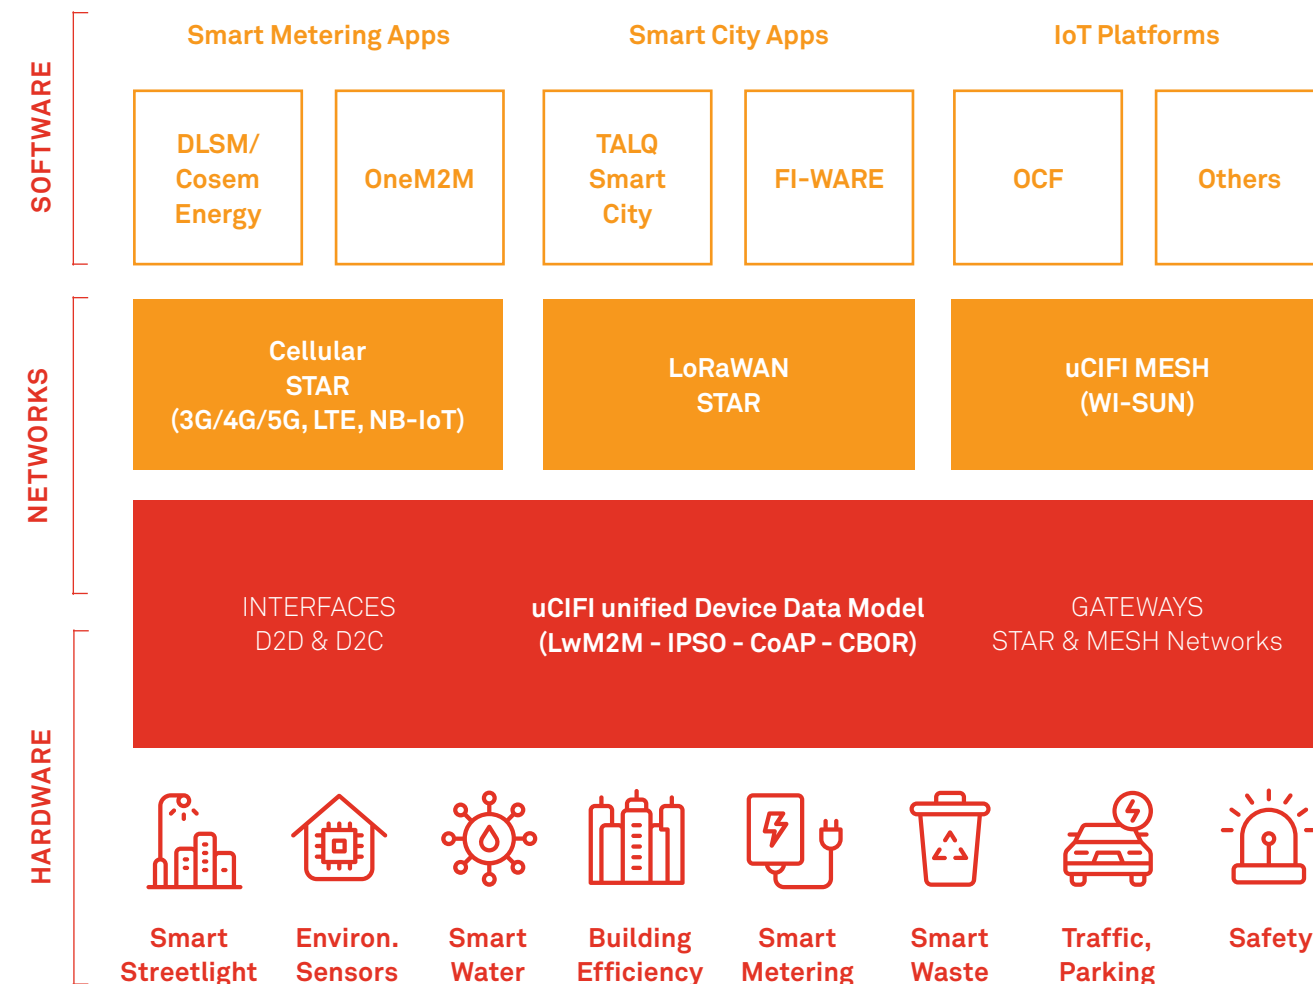 SOFTWARE
Smart Metering Apps
Smart City Apps
IoT Platforms
DLSM/
Cosem
Energy
OneM2M
TALQ
Smart
City
FI-WARE
OCF
Others
NETWORKS
Cellular
STAR
(3G/4G/5G, LTE, NB-IoT)
LoRaWAN
STAR
uCIFI MESH
(WI-SUN)
INTERFACES
D2D & D2C
uCIFI unified Device Data Model
(LwM2M - IPSO - CoAP - CBOR)
GATEWAYS
STAR & MESH Networks
HARDWARE
Smart
Streetlight
Environ.
Sensors
Smart
Water
Building
Efficiency
Smart
Metering
Smart
Waste
Traffic,
Parking
Safety